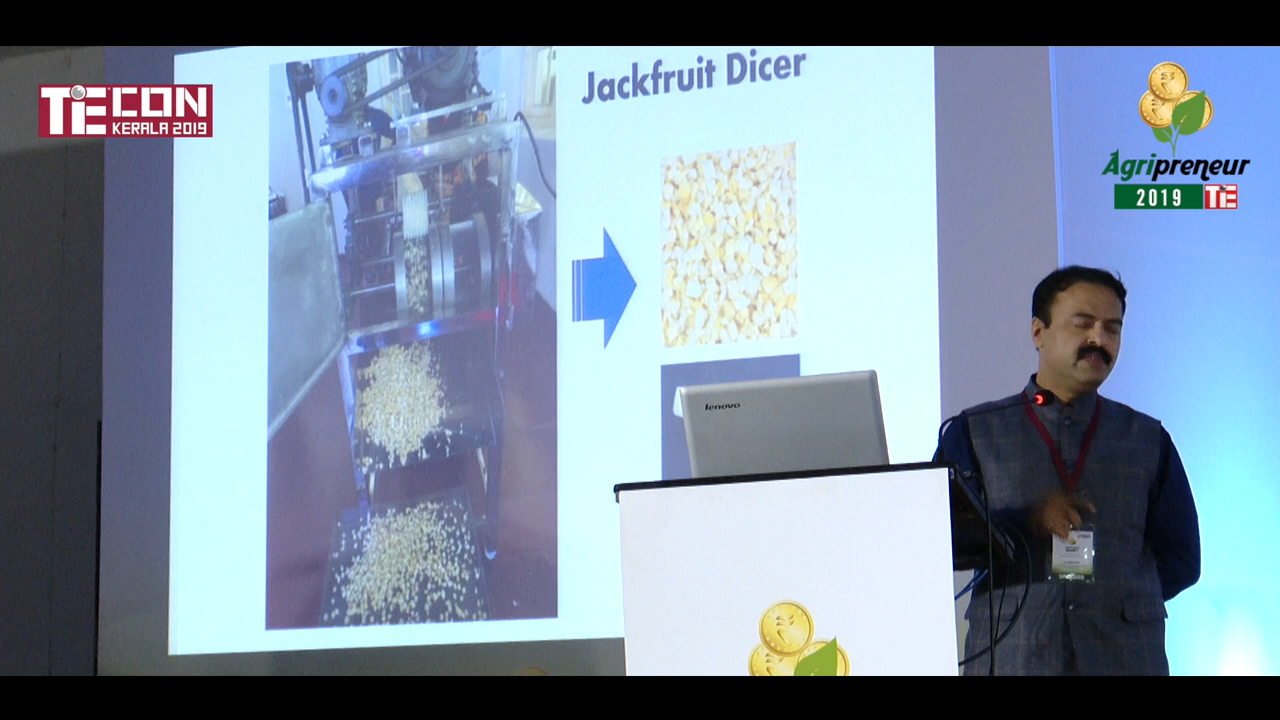 TiECON
KERALA 2019
Jackfruit Dicer
Agripreneur
2019 TiE
lenovo